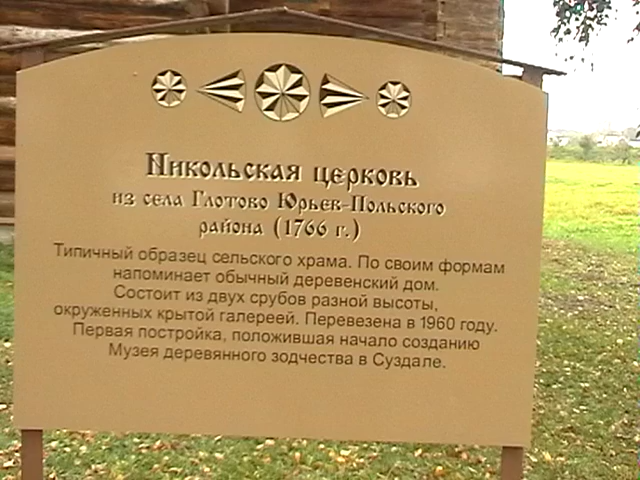 Никольская церковь
из села Глотово Юрьев-Польского
района (1766 г.)
Типичный образец сельского храма. По своим формам
напоминает обычный деревенский дом.
Состоит из двух срубов разной высоты,
окруженных крытой галереей. Перевезена в 1960 году.
Первая постройка, положившая начало созданию
Музея деревянного зодчества в Суздале.